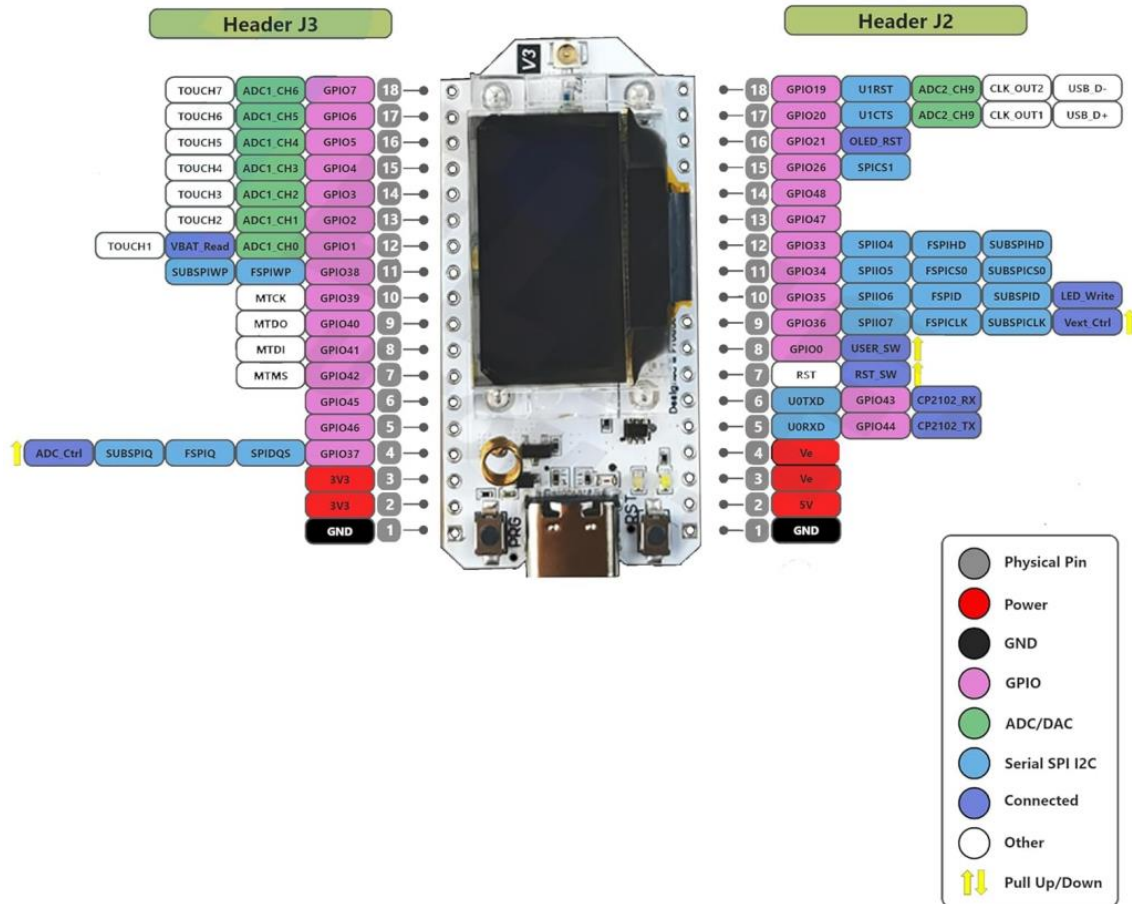 Header J3
Header J2
V3
TOUCH7 ADC1_CH6 GPIO7 18
TOUCH6 ADC1_CH5 GPIO6 17
TOUCH5 ADC1_CH4 GPIO5 16
TOUCH4 ADC1_CH3 GPIO4 15
TOUCH3 ADC1_CH2 GPIO3 14
TOUCH2 ADC1_CH1 GPIO2 13
TOUCH1 VBAT_Read ADC1_CH0 GPIO1 12
SUBSPIWP FSPIWP GPIO38 11
MTCK GPIO39 10
MTDO GPIO40 9
MTDI GPIO41 8
MTMS GPIO42 7
GPIO45 6
GPIO46 5
ADC_Ctrl SUBSPIQ FSPIQ SPIDQS GPIO37 4
3V3 3
3V3 2
GND 1
PRG
RST
18 GPIO19 U1RST ADC2_CH9 CLK_OUT2 USB_D-
17 GPIO20 U1CTS ADC2_CH9 CLK_OUT1 USB_D+
16 GPIO21 OLED_RST
15 GPIO26 SPICS1
14 GPIO48
13 GPIO47
12 GPIO33 SPIIO4 FSPIHD SUBSPIHD
11 GPIO34 SPIIO5 FSPICS0 SUBSPICS0
10 GPIO35 SPIIO6 FSPID SUBSPID LED_Write
9 GPIO36 SPIIO7 FSPICLK SUBSPICLK Vext_Ctrl
8 GPIO0 USER_SW
7 RST RST_SW
6 U0TXD GPIO43 CP2102_RX
5 U0RXD GPIO44 CP2102_TX
4 Ve
3 Ve
2 5V
1 GND
Physical Pin
Power
GND
GPIO
ADC/DAC
Serial SPI I2C
Connected
Other
Pull Up/Down